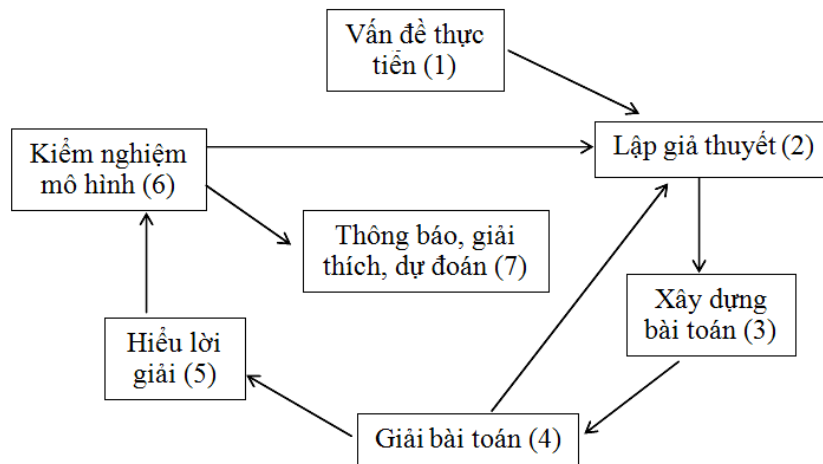 Vấn đề thực
tiển (1)
Kiểm nghiệm
mô hình (6)
Lập giả thuyết (2)
Thông báo, giải
thích, dự đoán (7)
Xây dựng
bài toán (3)
Hiểu lời
giải (5)
Giải bài toán (4)